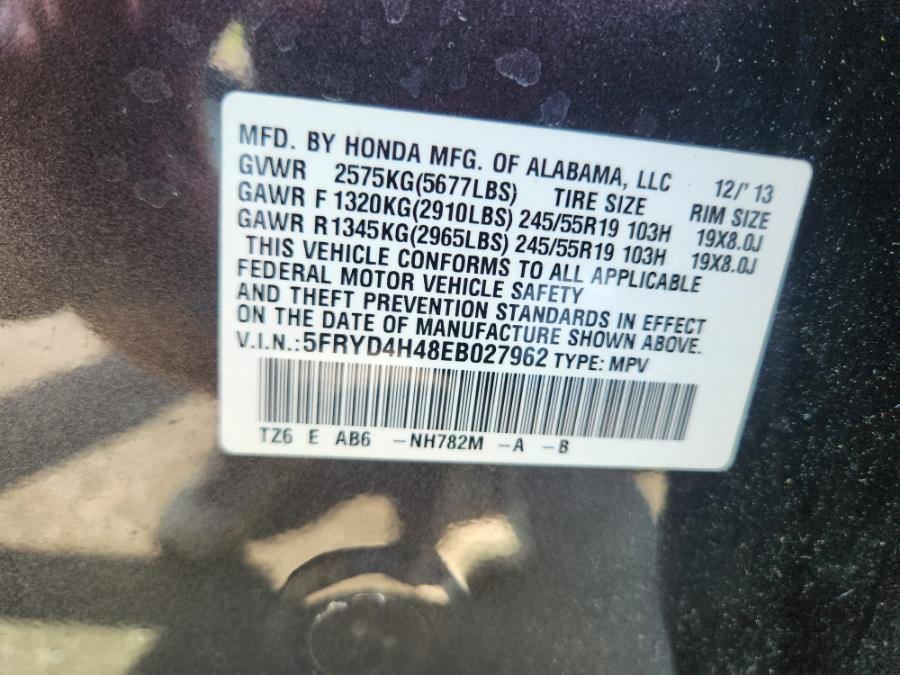 MFD. BY HONDA MFG. OF ALABAMA, LLC 12/'13
GVWR 2575KG(5677LBS) TIRE SIZE RIM SIZE
GAWR F 1320KG(2910LBS) 245/55R19 103H 19X8.0J
GAWR R1345KG(2965LBS) 245/55R19 103H 19X8.0J
THIS VEHICLE CONFORMS TO ALL APPLICABLE
FEDERAL MOTOR VEHICLE SAFETY
AND THEFT PREVENTION STANDARDS IN EFFECT
ON THE DATE OF MANUFACTURE SHOWN ABOVE.
V.I.N.:5FRYD4H48EB027962 TYPE: MPV
TZ6 E AB6 -NH782M -A -B